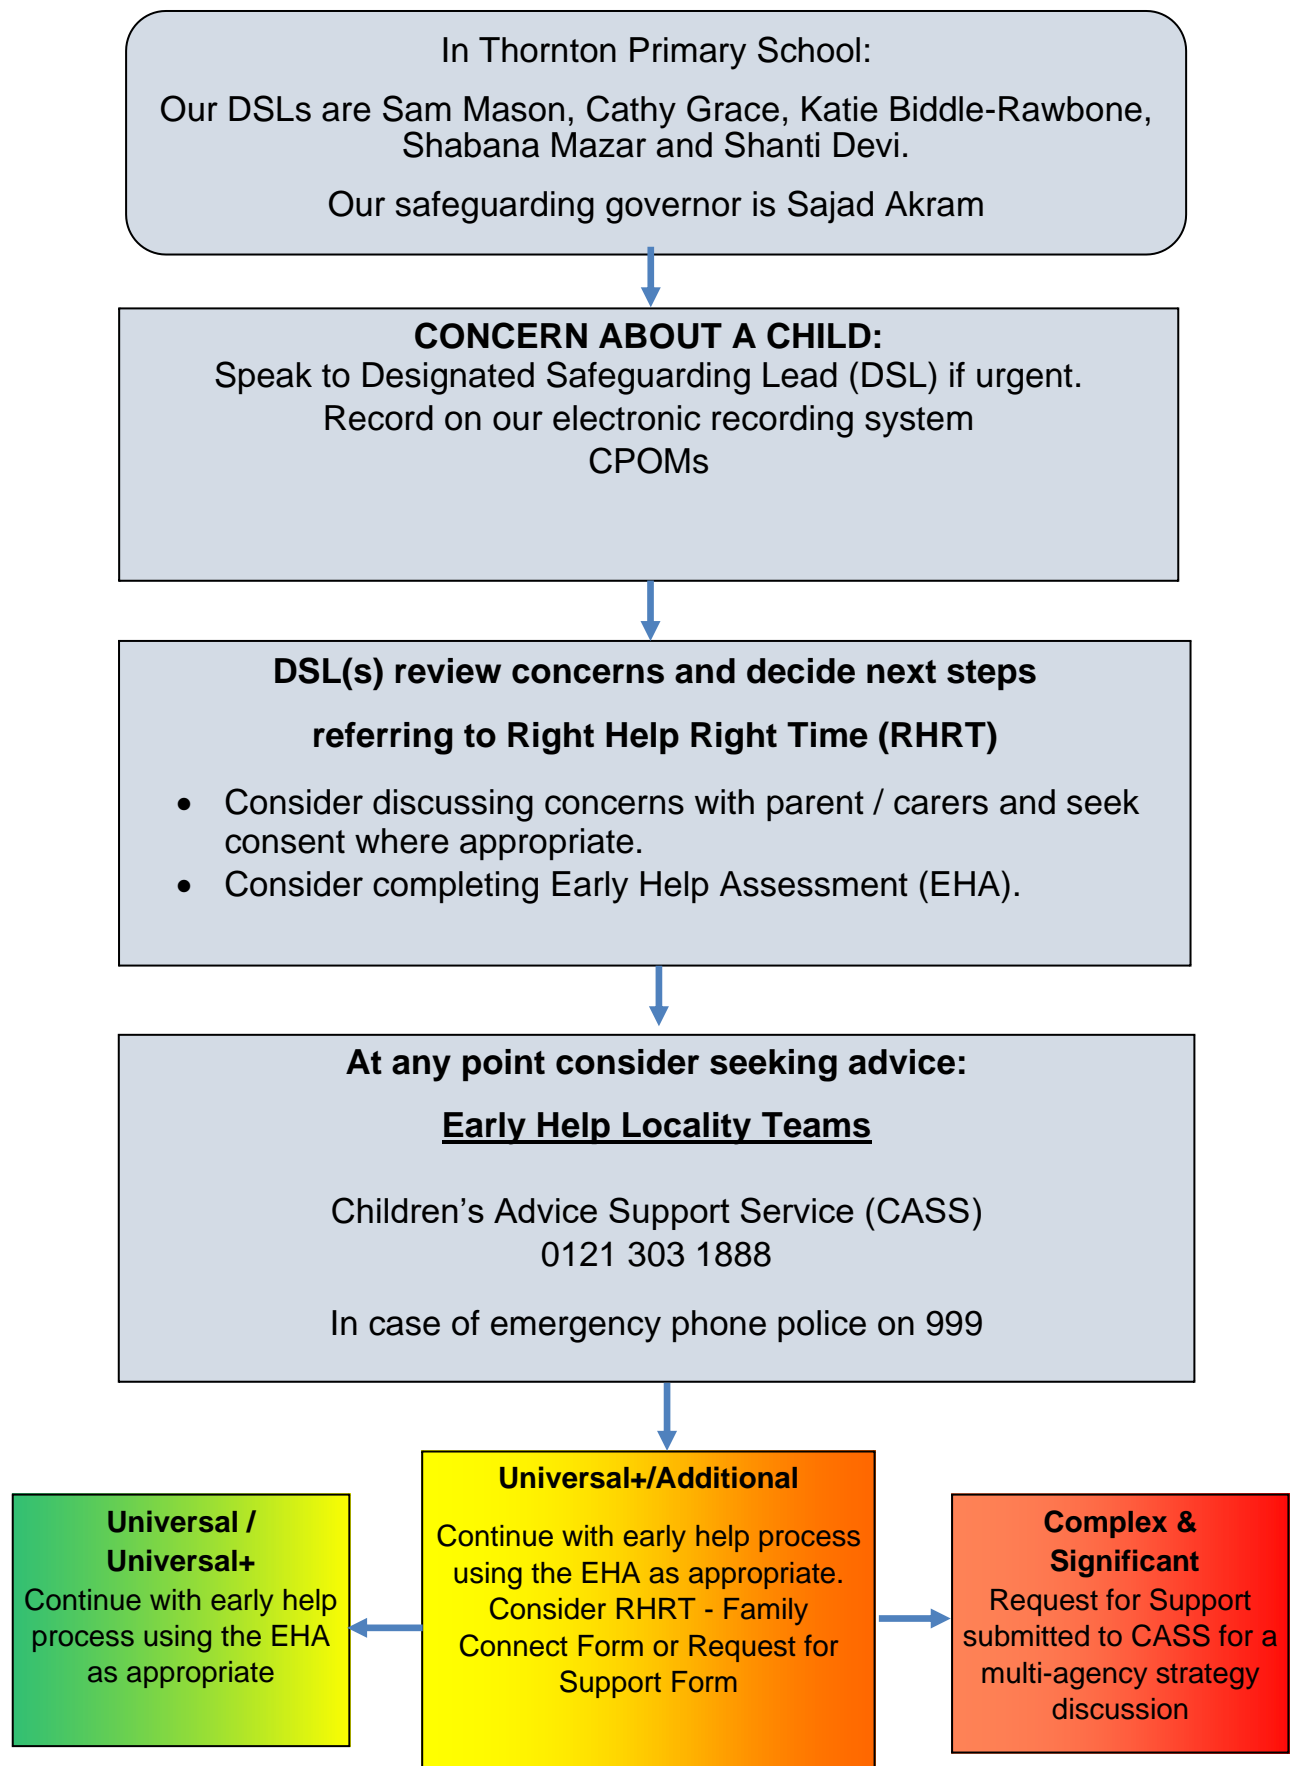 In Thornton Primary School:
Our DSLs are Sam Mason, Cathy Grace, Katie Biddle-Rawbone,
Shabana Mazar and Shanti Devi.
Our safeguarding governor is Sajad Akram
CONCERN ABOUT A CHILD:
Speak to Designated Safeguarding Lead (DSL) if urgent.
Record on our electronic recording system
CPOMs
DSL(s) review concerns and decide next steps
referring to Right Help Right Time (RHRT)
• Consider discussing concerns with parent / carers and seek
consent where appropriate.
• Consider completing Early Help Assessment (EHA).
At any point consider seeking advice:
Early Help Locality Teams
Children’s Advice Support Service (CASS)
0121 303 1888
In case of emergency phone police on 999
Universal /
Universal+
Continue with early help
process using the EHA
as appropriate
Universal+/Additional
Continue with early help process
using the EHA as appropriate.
Consider RHRT - Family
Connect Form or Request for
Support Form
Complex &
Significant
Request for Support
submitted to CASS for a
multi-agency strategy
discussion